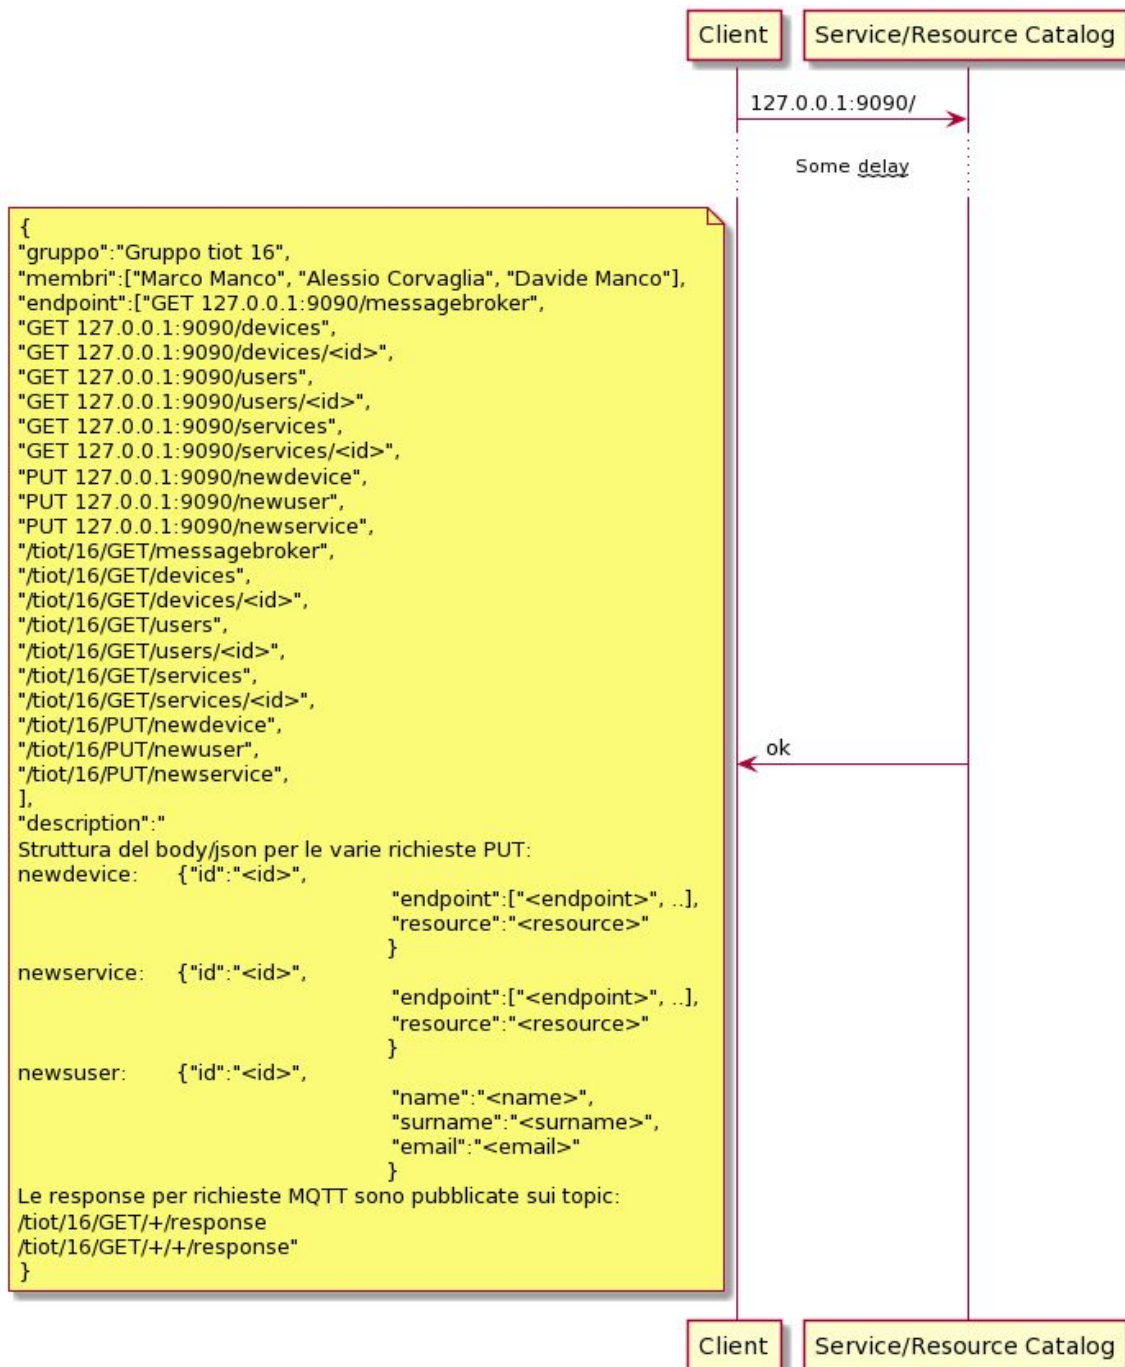 Client
Service/Resource Catalog
127.0.0.1:9090/
Some delay
{
"gruppo":"Gruppo tiot 16",
"membri":["Marco Manco", "Alessio Corvaglia", "Davide Manco"],
"endpoint":["GET 127.0.0.1:9090/messagebroker",
"GET 127.0.0.1:9090/devices",
"GET 127.0.0.1:9090/devices/<id>",
"GET 127.0.0.1:9090/users",
"GET 127.0.0.1:9090/users/<id>",
"GET 127.0.0.1:9090/services",
"GET 127.0.0.1:9090/services/<id>",
"PUT 127.0.0.1:9090/newdevice",
"PUT 127.0.0.1:9090/newuser",
"PUT 127.0.0.1:9090/newservice",
"/tiot/16/GET/messagebroker",
"/tiot/16/GET/devices",
"/tiot/16/GET/devices/<id>",
"/tiot/16/GET/users",
"/tiot/16/GET/users/<id>",
"/tiot/16/GET/services",
"/tiot/16/GET/services/<id>",
"/tiot/16/PUT/newdevice",
"/tiot/16/PUT/newuser",
"/tiot/16/PUT/newservice",
],
"description":"
Struttura del body/json per le varie richieste PUT:
newdevice: {"id":"<id>",
"endpoint":["<endpoint>", ..],
"resource":"<resource>"
}
newservice: {"id":"<id>",
"endpoint":["<endpoint>", ..],
"resource":"<resource>"
}
newsuser: {"id":"<id>",
"name":"<name>",
"surname":"<surname>",
"email":"<email>"
}
Le response per richieste MQTT sono pubblicate sui topic:
/tiot/16/GET/+/response
/tiot/16/GET/+/+/response"
}
ok
Client
Service/Resource Catalog